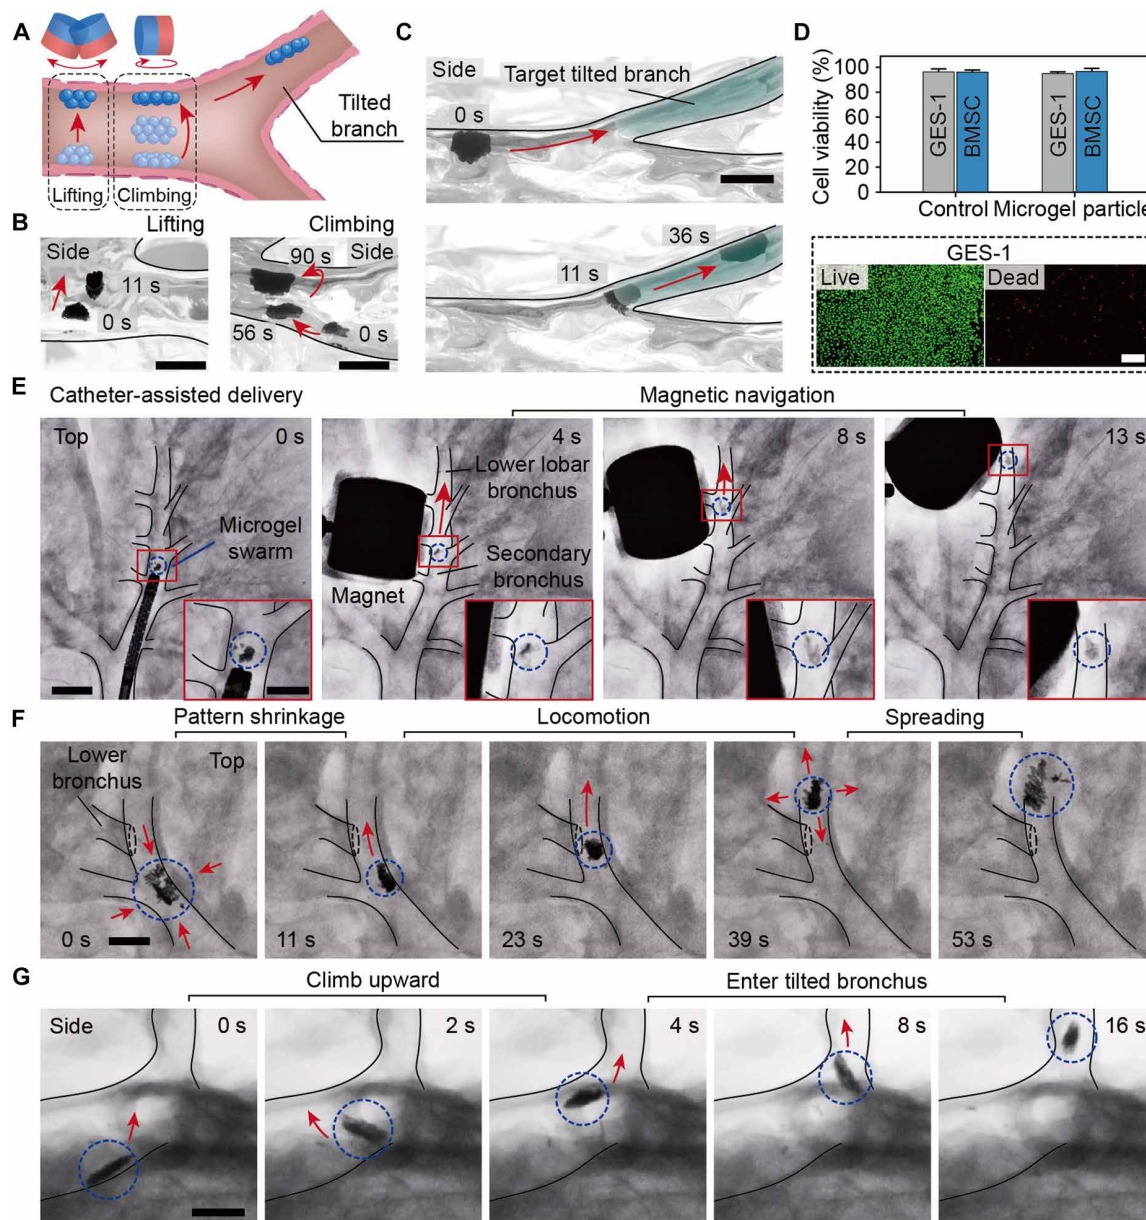 A
Lifting
Climbing
Tilted
branch
B
Lifting
Side
11 s
0 s
Climbing
90 s
Side
56 s
0 s
C
Side
0 s
Target tilted branch
36 s
11 s
D
Cell viability (%)
100
80
60
40
20
0
GES-1
BMSC
GES-1
BMSC
Control
Microgel particle
GES-1
Live
Dead
E
Catheter-assisted delivery
Magnetic navigation
Top
0 s
Microgel
swarm
4 s
Lower lobar
bronchus
Secondary
bronchus
Magnet
8 s
13 s
F
Pattern shrinkage
Locomotion
Spreading
Lower
bronchus
Top
0 s
11 s
23 s
39 s
53 s
G
Climb upward
Enter tilted bronchus
Side
0 s
2 s
4 s
8 s
16 s